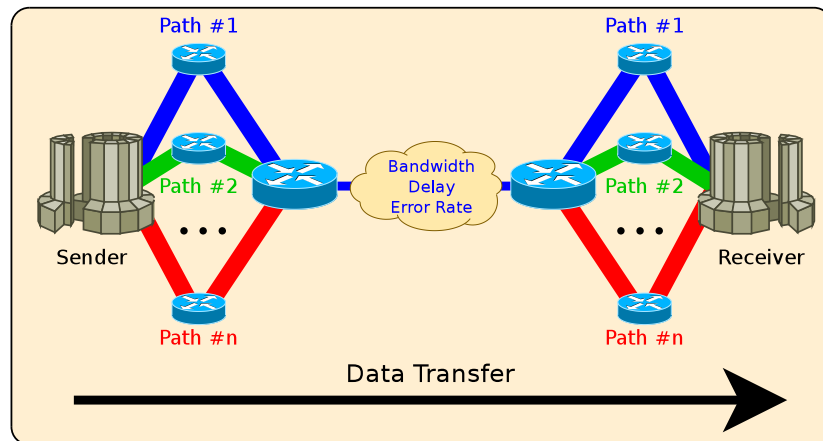 Path #1
Path #1
Bandwidth
Delay
Error Rate
Path #2
Path #2
...
...
Sender
Receiver
Path #n
Path #n
Data Transfer